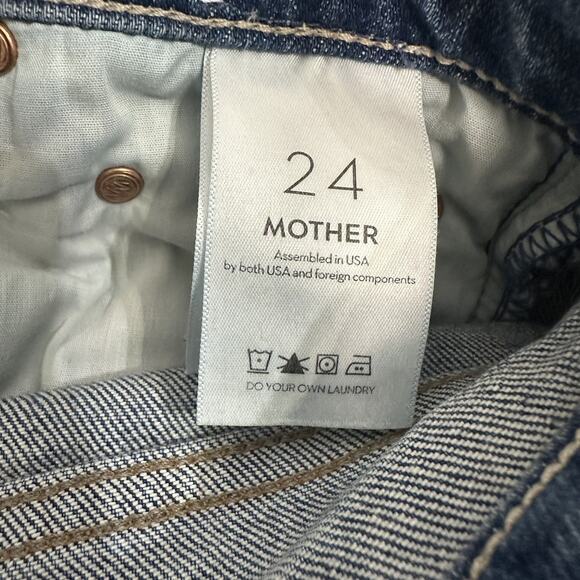 24
MOTHER
Assembled in USA
by both USA and foreign components
DO YOUR OWN LAUNDRY